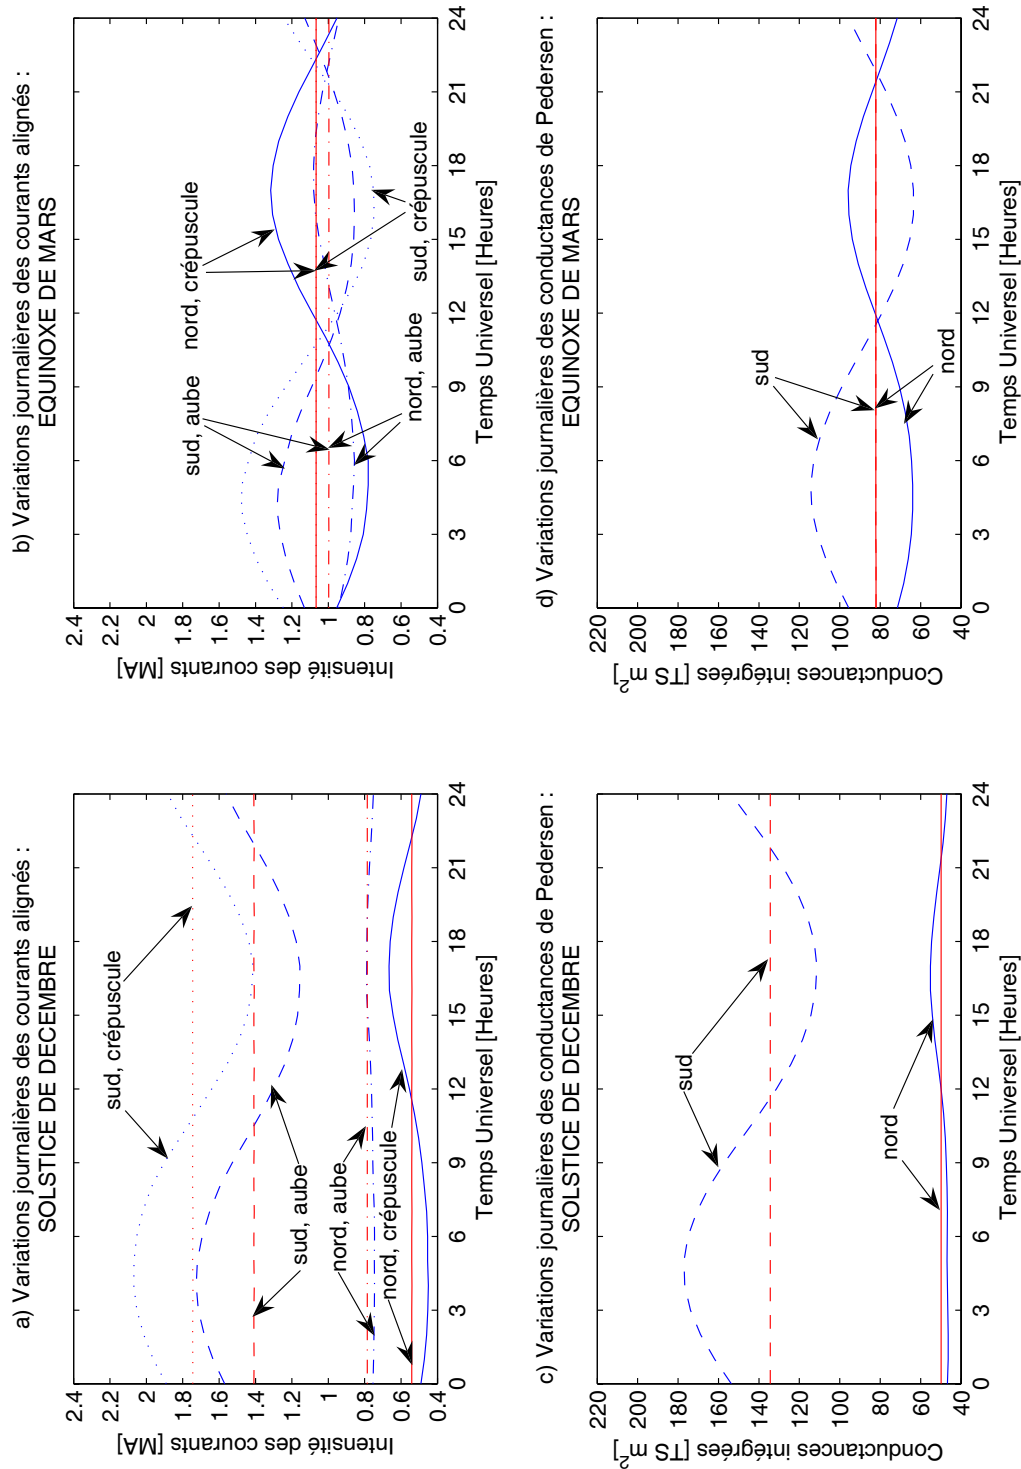 a) Variations journalières des courants alignés :
SOLSTICE DE DECEMBRE
Intensité des courants [MA]
2.4
2.2
2
1.8
1.6
1.4
1.2
1
0.8
0.6
0.4
sud, crépuscule
sud, aube
nord, aube
nord, crépuscule
0 3 6 9 12 15 18 21 24
Temps Universel [Heures]
b) Variations journalières des courants alignés :
EQUINOXE DE MARS
Intensité des courants [MA]
2.4
2.2
2
1.8
1.6
1.4
1.2
1
0.8
0.6
0.4
sud, aube
nord, crépuscule
nord, aube
sud, crépuscule
0 3 6 9 12 15 18 21 24
Temps Universel [Heures]
c) Variations journalières des conductances de Pedersen :
SOLSTICE DE DECEMBRE
Conductances intégrées [TS m²]
220
200
180
160
140
120
100
80
60
40
sud
nord
0 3 6 9 12 15 18 21 24
Temps Universel [Heures]
d) Variations journalières des conductances de Pedersen :
EQUINOXE DE MARS
Conductances intégrées [TS m²]
220
200
180
160
140
120
100
80
60
40
sud
nord
0 3 6 9 12 15 18 21 24
Temps Universel [Heures]